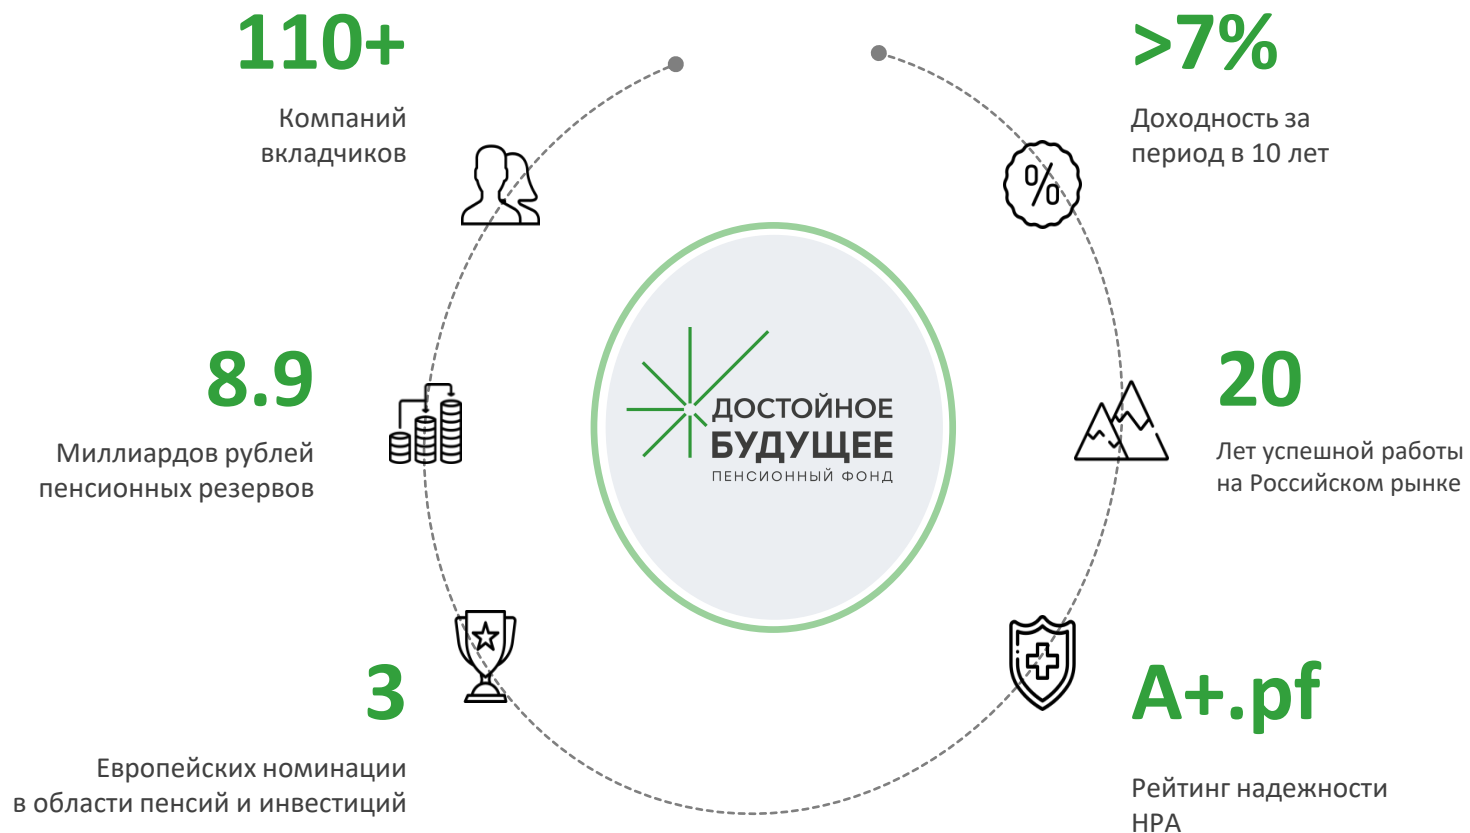 110+
Компаний
вкладчиков
>7%
Доходность за
период в 10 лет
%
8.9
Миллиардов рублей
пенсионных резервов
ДОСТОЙНОЕ
БУДУЩЕЕ
ПЕНСИОННЫЙ ФОНД
20
Лет успешной работы
на Российском рынке
3
Европейских номинации
в области пенсий и инвестиций
A+.pf
Рейтинг надежности
НРА